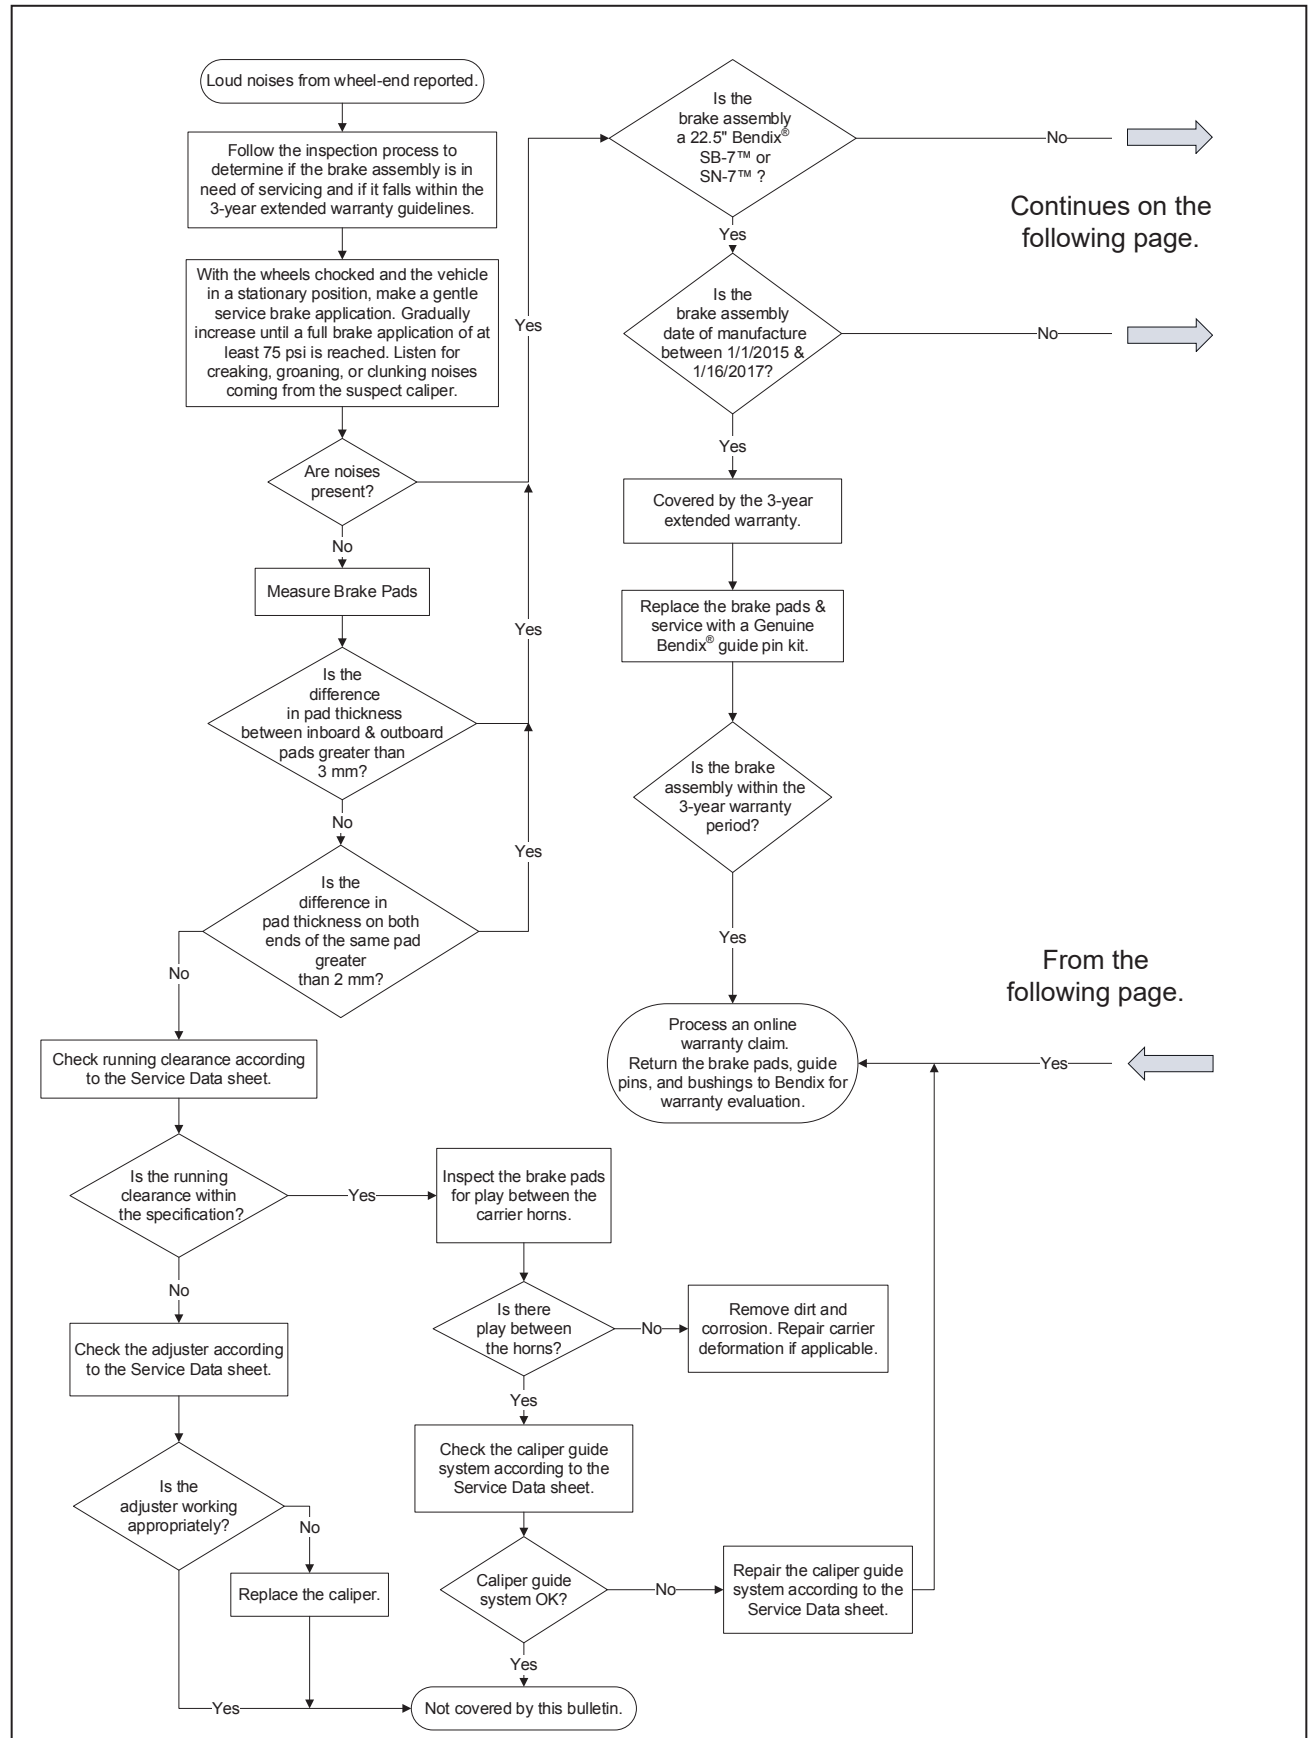 Loud noises from wheel-end reported.
Follow the inspection process to
determine if the brake assembly is in
need of servicing and if it falls within the
3-year extended warranty guidelines.
With the wheels chocked and the vehicle
in a stationary position, make a gentle
service brake application. Gradually
increase until a full brake application of at
least 75 psi is reached. Listen for
creaking, groaning, or clunking noises
coming from the suspect caliper.
Are noises
present?
Yes
No
Measure Brake Pads
Is the
difference
in pad thickness
between inboard & outboard
pads greater than
3 mm?
Yes
No
Is the
difference in
pad thickness on both
ends of the same pad
greater
than 2 mm?
Yes
No
Check running clearance according
to the Service Data sheet.
Is the running
clearance within
the specification?
Yes
No
Check the adjuster according
to the Service Data sheet.
Is the
adjuster working
appropriately?
No
Replace the caliper.
Yes
Inspect the brake pads
for play between the
carrier horns.
Is there
play between
the horns?
No
Remove dirt and
corrosion. Repair carrier
deformation if applicable.
Yes
Check the caliper guide
system according to the
Service Data sheet.
Caliper guide
system OK?
No
Repair the caliper guide
system according to the
Service Data sheet.
Yes
Not covered by this bulletin.
Is the
brake assembly
a 22.5" Bendix®
SB-7™ or
SN-7™ ?
No
Continues on the
following page.
Yes
Is the
brake assembly
date of manufacture
between 1/1/2015 &
1/16/2017?
No
Yes
Covered by the 3-year
extended warranty.
Replace the brake pads &
service with a Genuine
Bendix® guide pin kit.
Is the brake
assembly within the
3-year warranty
period?
Yes
From the
following page.
Yes
Process an online
warranty claim.
Return the brake pads, guide
pins, and bushings to Bendix for
warranty evaluation.